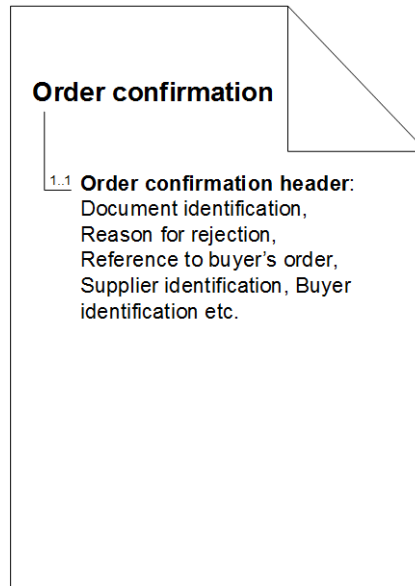 Order confirmation
1..1 Order confirmation header:
Document identification,
Reason for rejection,
Reference to buyer’s order,
Supplier identification, Buyer
identification etc.